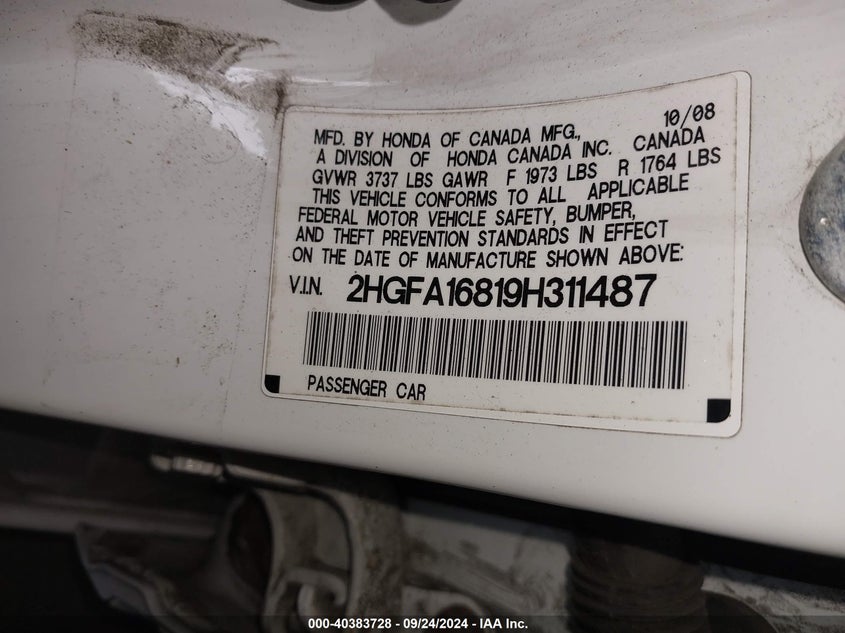 10/08
MFD. BY HONDA OF CANADA MFG.,
A DIVISION OF HONDA CANADA INC. CANADA
GVWR 3737 LBS GAWR F 1973 LBS R 1764 LBS
THIS VEHICLE CONFORMS TO ALL APPLICABLE
FEDERAL MOTOR VEHICLE SAFETY, BUMPER,
AND THEFT PREVENTION STANDARDS IN EFFECT
ON THE DATE OF MANUFACTURE SHOWN ABOVE:
V.I.N. 2HGFA16819H311487
PASSENGER CAR
000-40383728 - 09/24/2024 - IAA Inc.